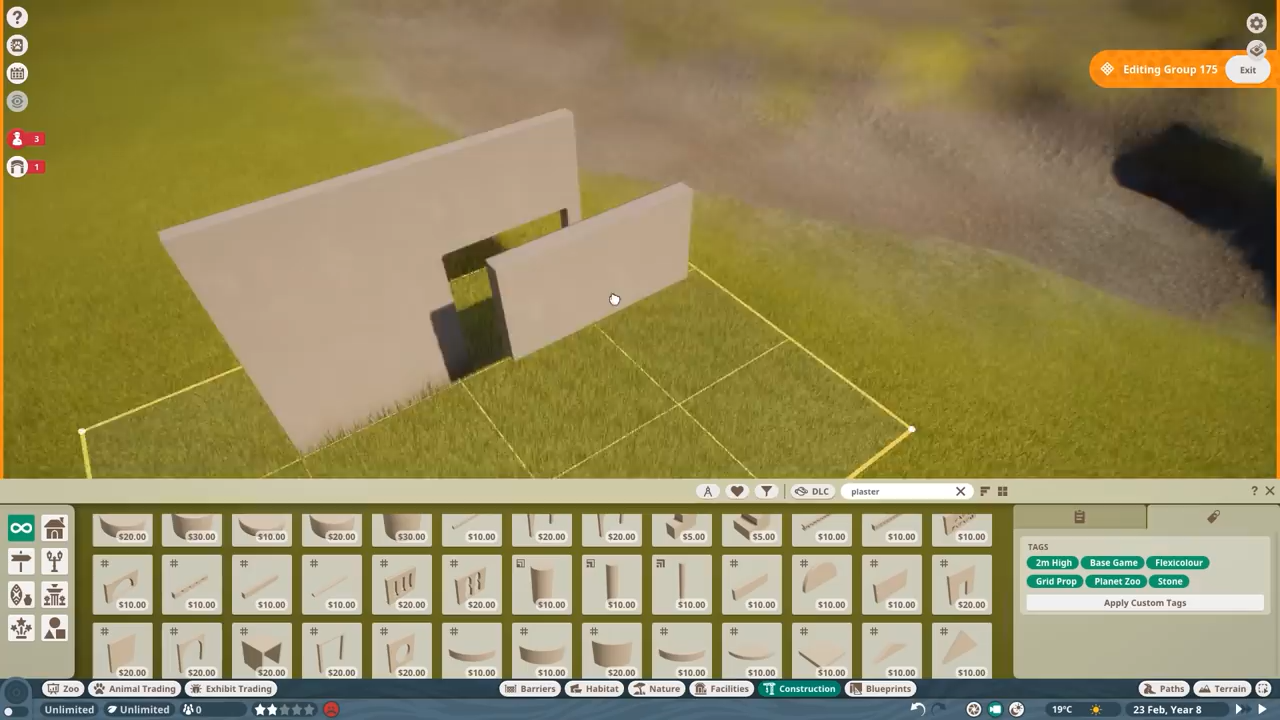 ?
Editing Group 175
Exit
3
1
DLC
plaster
?
$20.00 $30.00 $10.00 $20.00 $30.00 $10.00 $20.00 $20.00 $5.00 $5.00 $10.00 $10.00 $10.00
$10.00 $10.00 $10.00 $10.00 $20.00 $20.00 $10.00 $10.00 $10.00 $10.00 $10.00 $10.00 $20.00
$20.00 $20.00 $20.00 $20.00 $20.00 $10.00 $10.00 $20.00 $10.00 $10.00 $10.00 $10.00 $10.00
TAGS
2m High Base Game Flexicolour
Grid Prop Planet Zoo Stone
Apply Custom Tags
Zoo Animal Trading Exhibit Trading Barriers Habitat Nature Facilities Construction Blueprints Paths Terrain
Unlimited Unlimited 0 19°C 23 Feb, Year 8